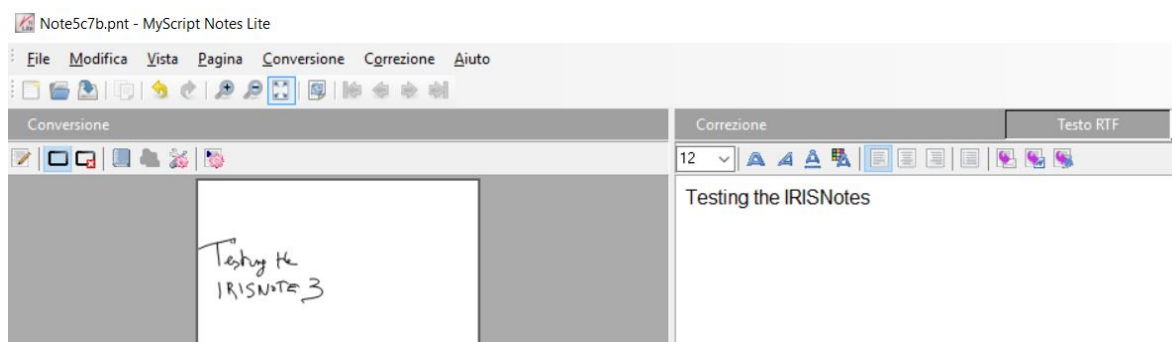 Note5c7b.pnt - MyScript Notes Lite
File Modifica Vista Pagina Conversione Correzione Aiuto
Conversione
Correzione Testo RTF
12
Testing the IRISNotes
Testing the
IRISNOTE 3